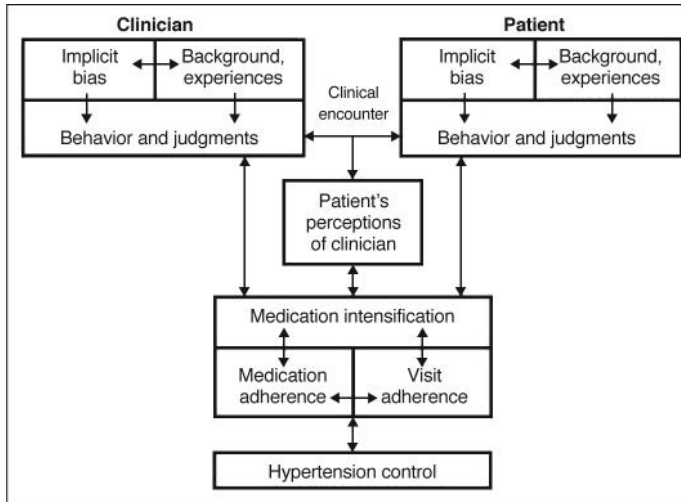 Clinician
Patient
Implicit
bias
Background,
experiences
Behavior and judgments
Clinical
encounter
Implicit
bias
Background,
experiences
Behavior and judgments
Patient's
perceptions
of clinician
Medication intensification
Medication
adherence
Visit
adherence
Hypertension control